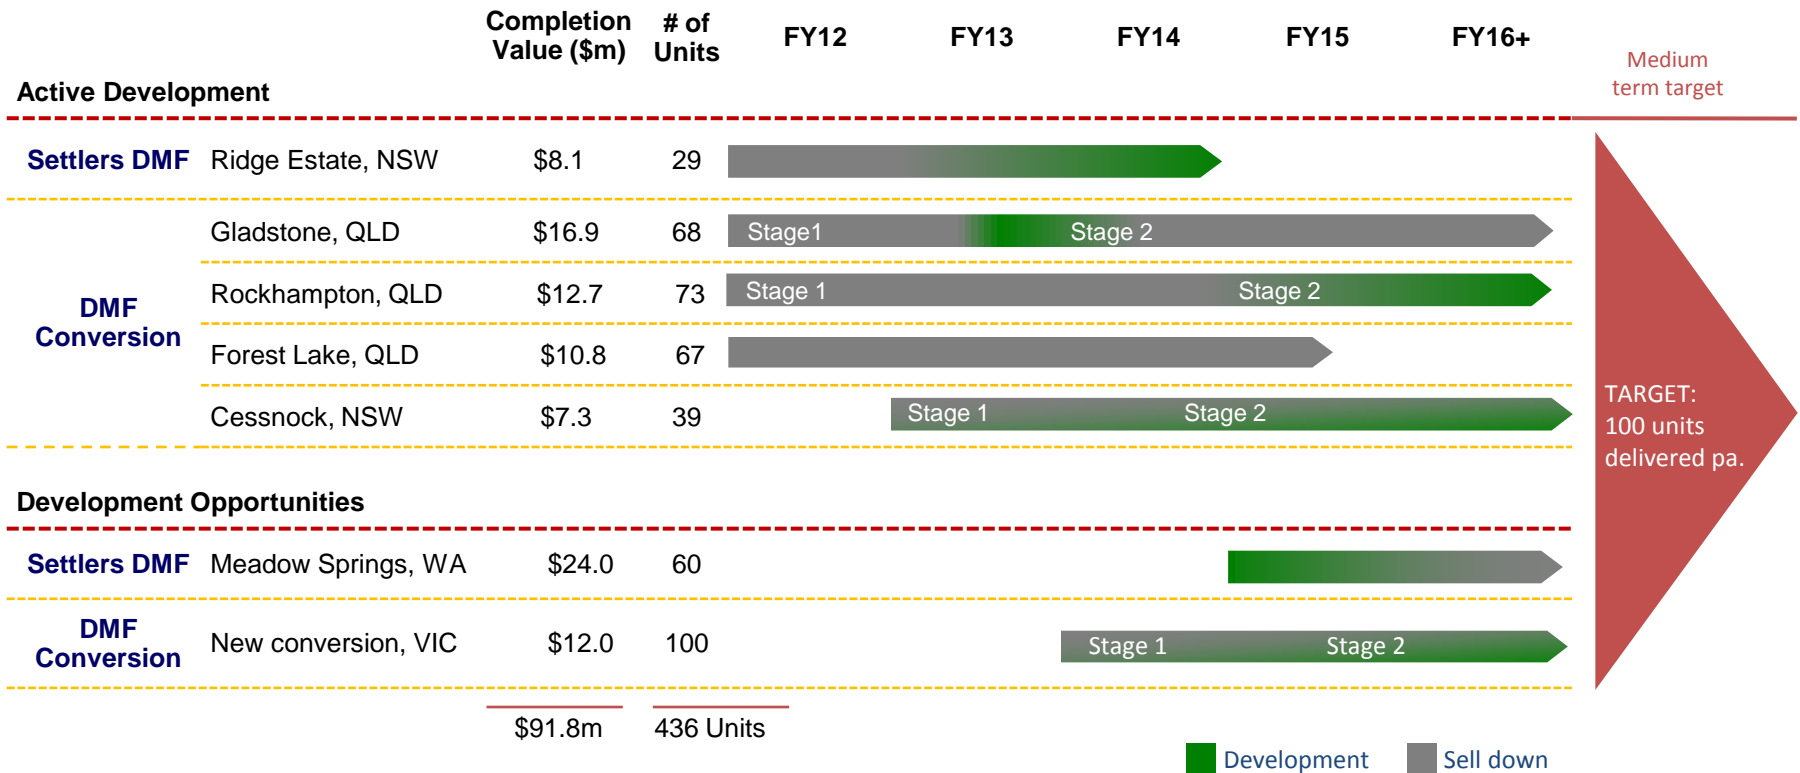 Completion Value ($m) # of Units FY12 FY13 FY14 FY15 FY16+
Medium
term target
Active Development
Settlers DMF Ridge Estate, NSW $8.1 29
Gladstone, QLD $16.9 68 Stage1 Stage 2
DMF Conversion
Rockhampton, QLD $12.7 73 Stage 1 Stage 2
Forest Lake, QLD $10.8 67
Cessnock, NSW $7.3 39 Stage 1 Stage 2
TARGET:
100 units
delivered pa.
Development Opportunities
Settlers DMF Meadow Springs, WA $24.0 60
DMF Conversion New conversion, VIC $12.0 100 Stage 1 Stage 2
$91.8m 436 Units
Development Sell down